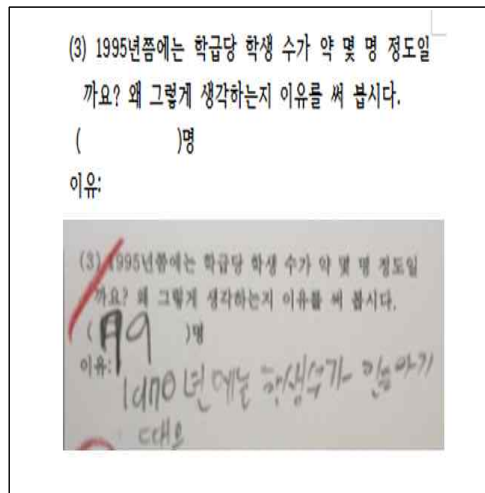 (3) 1995년쯤에는 학급당 학생 수가 약 몇 명 정도일
까요? 왜 그렇게 생각하는지 이유를 써 봅시다.
( )명
이유:
(3) 1995년쯤에는 학급당 학생 수가 약 몇 명 정도일
까요? 왜 그렇게 생각하는지 이유를 써 봅시다.
( 9 )명
이유:
1970년에는 학생수가